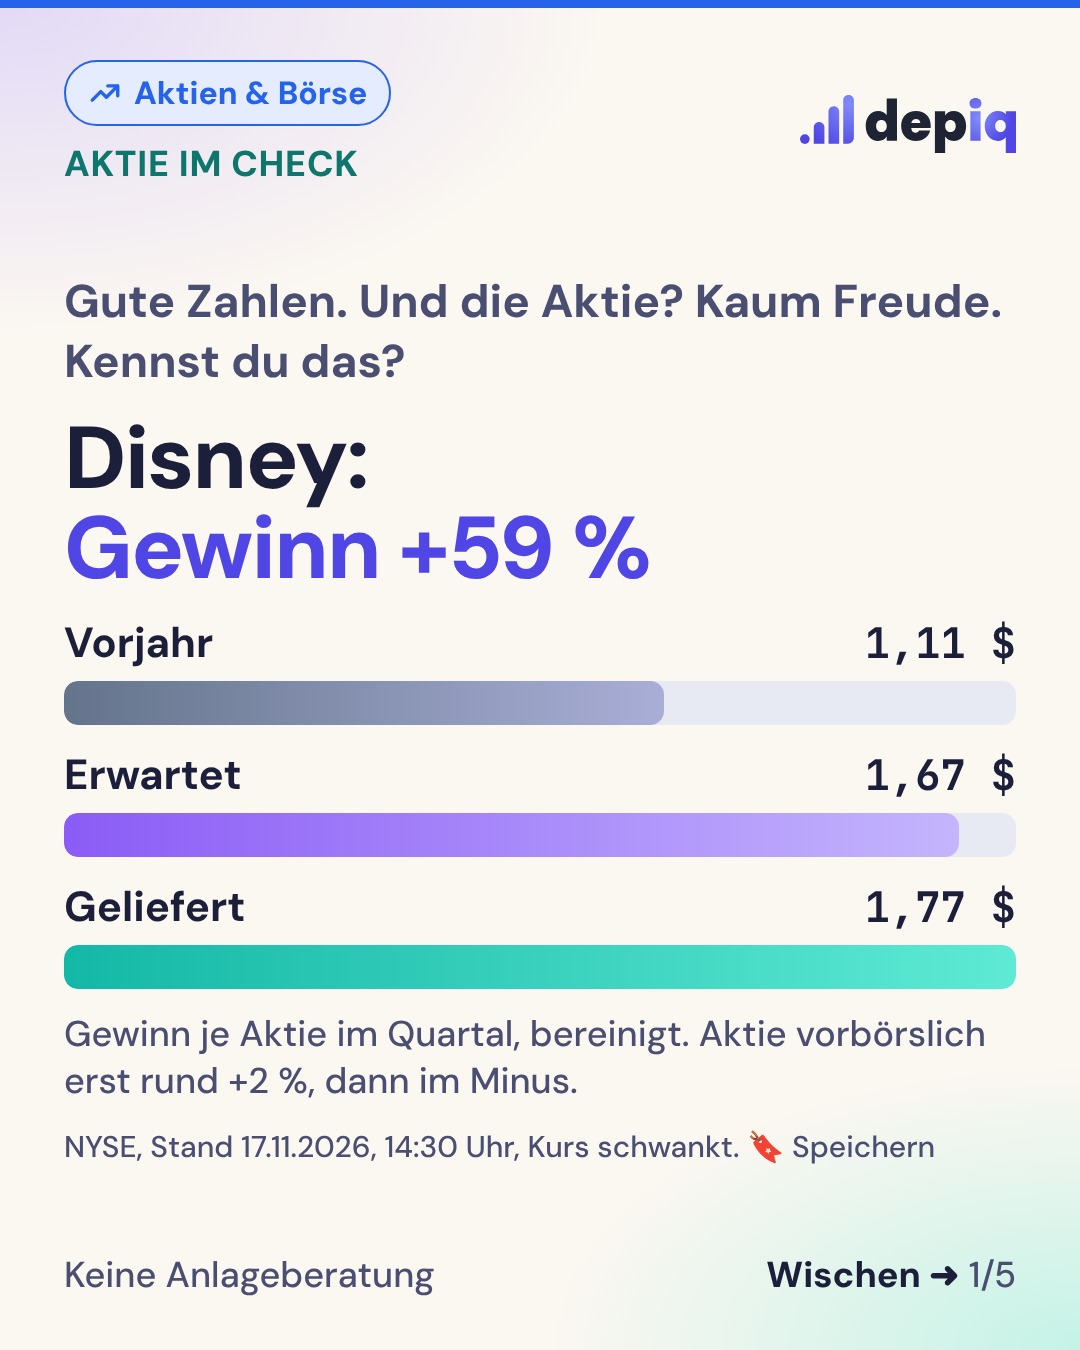 Aktien & Börse
depiq
AKTIE IM CHECK
Gute Zahlen. Und die Aktie? Kaum Freude.
Kennst du das?
Disney:
Gewinn +59 %
Vorjahr 1,11 $
Erwartet 1,67 $
Geliefert 1,77 $
Gewinn je Aktie im Quartal, bereinigt. Aktie vorbörslich
erst rund +2 %, dann im Minus.
NYSE, Stand 17.11.2026, 14:30 Uhr, Kurs schwankt. 🔖 Speichern
Keine Anlageberatung
Wischen ➜ 1/5